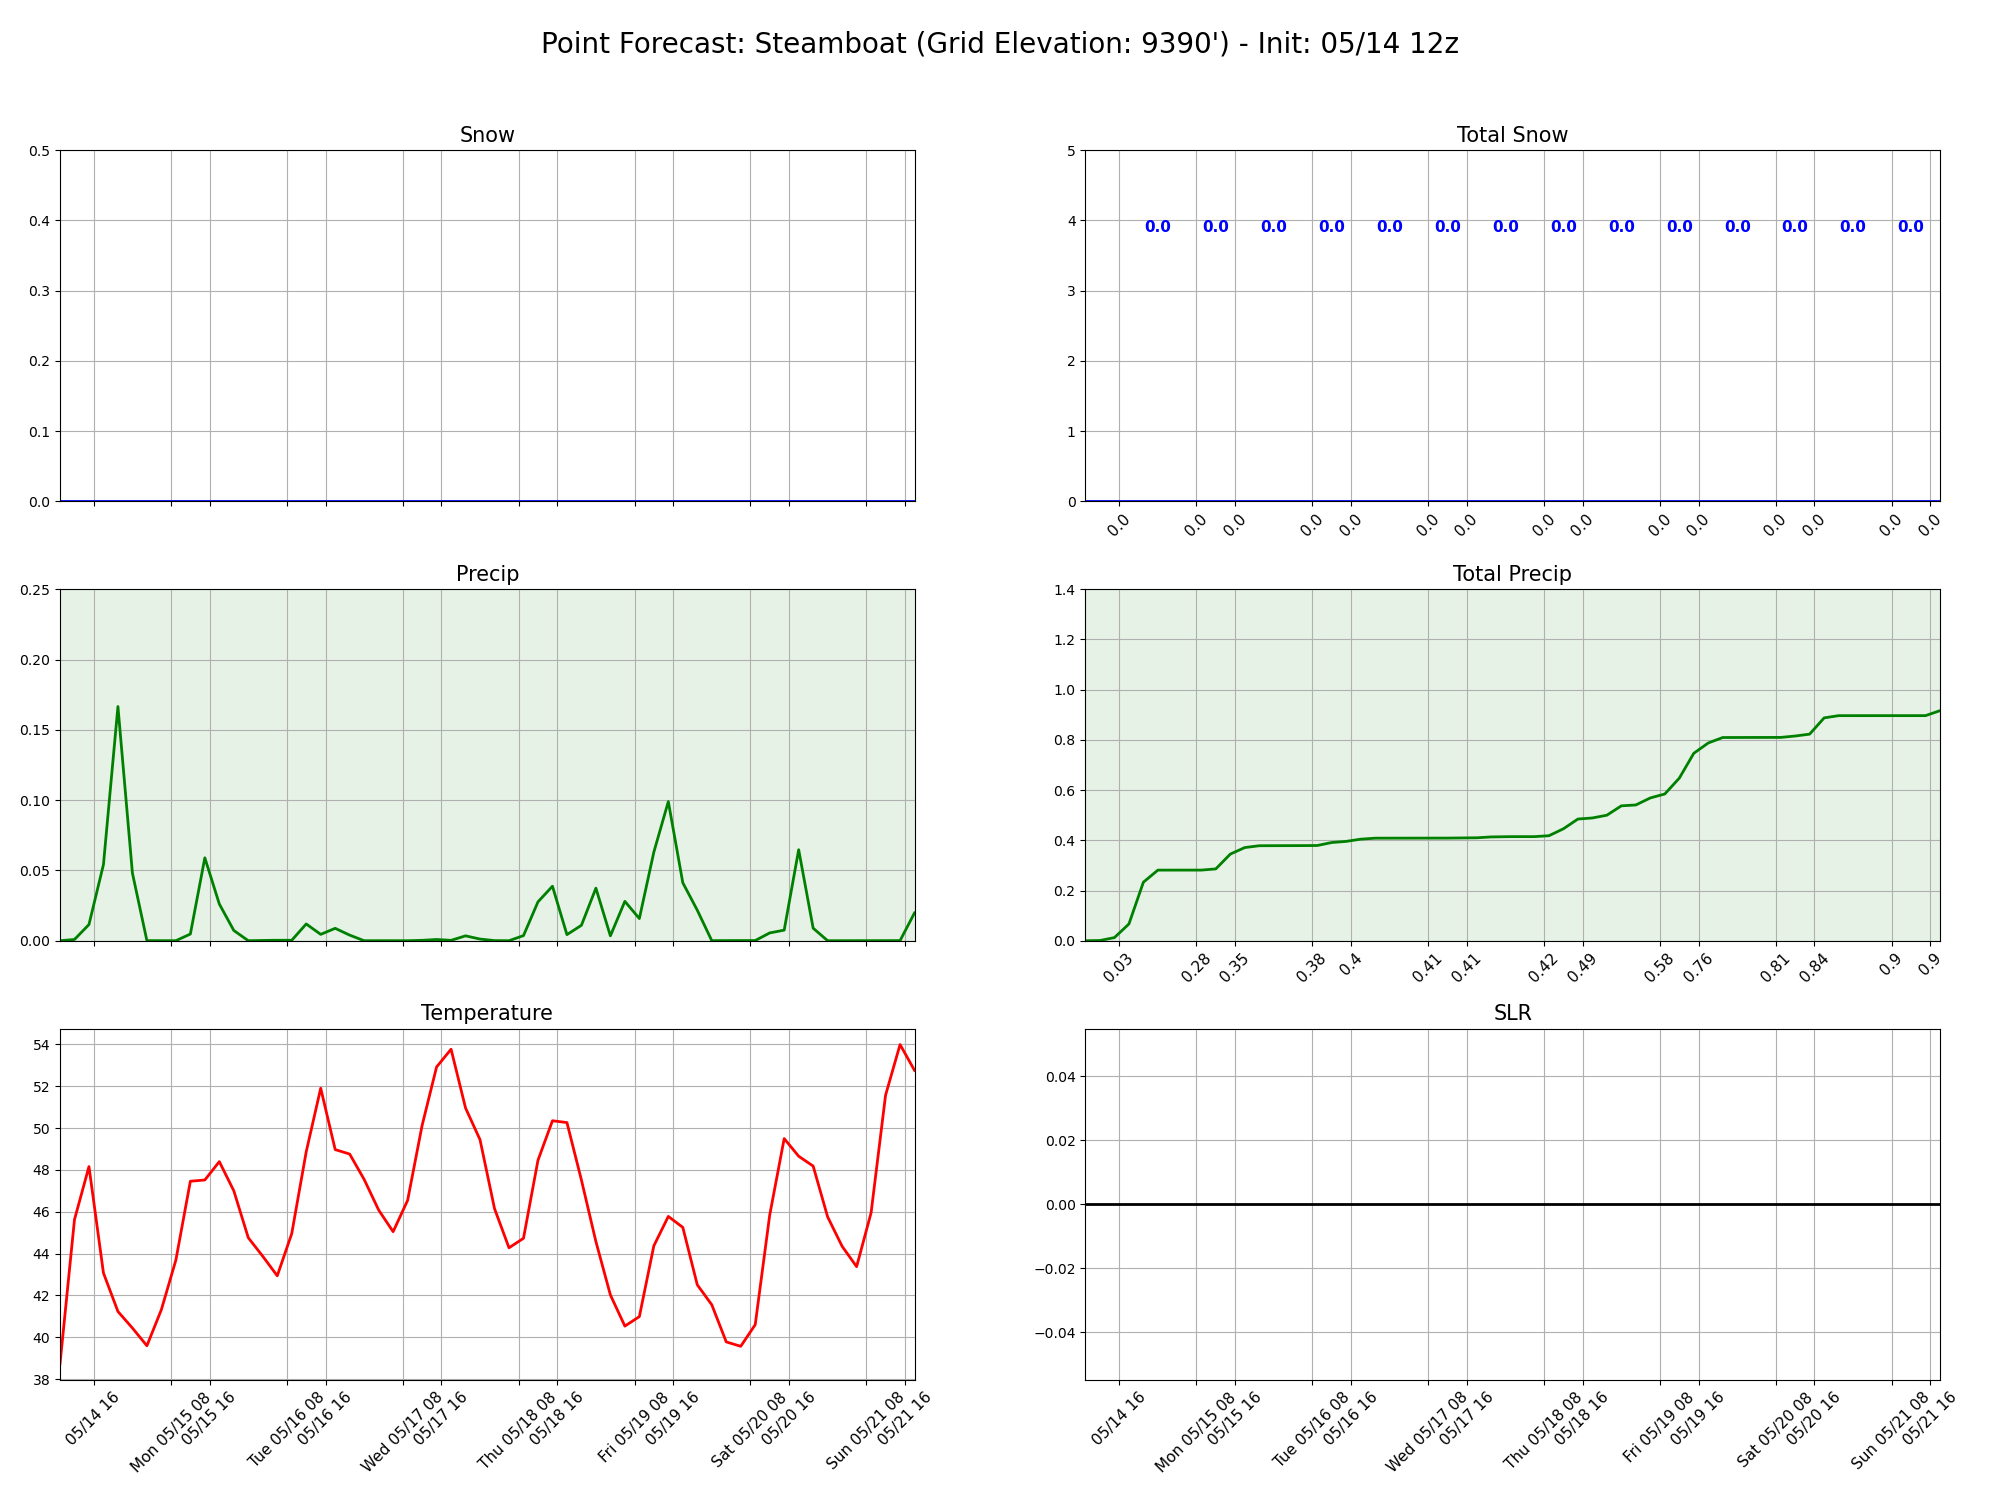 Point Forecast: Steamboat (Grid Elevation: 9390') - Init: 05/14 12z
Snow
0.5
0.4
0.3
0.2
0.1
0.0
Total Snow
5
4
3
2
1
0
0.0 0.0 0.0 0.0 0.0 0.0 0.0 0.0 0.0 0.0 0.0 0.0 0.0 0.0
0.0 0.0 0.0 0.0 0.0 0.0 0.0 0.0 0.0 0.0 0.0 0.0 0.0 0.0 0.0
Precip
0.25
0.20
0.15
0.10
0.05
0.00
Total Precip
1.4
1.2
1.0
0.8
0.6
0.4
0.2
0.0
0.03 0.28 0.35 0.38 0.4 0.41 0.41 0.42 0.49 0.58 0.76 0.81 0.84 0.9 0.9
Temperature
54
52
50
48
46
44
42
40
38
05/14 16
Mon 05/15 08
05/15 16
Tue 05/16 08
05/16 16
Wed 05/17 08
05/17 16
Thu 05/18 08
05/18 16
Fri 05/19 08
05/19 16
Sat 05/20 08
05/20 16
Sun 05/21 08
05/21 16
SLR
0.04
0.02
0.00
−0.02
−0.04
05/14 16
Mon 05/15 08
05/15 16
Tue 05/16 08
05/16 16
Wed 05/17 08
05/17 16
Thu 05/18 08
05/18 16
Fri 05/19 08
05/19 16
Sat 05/20 08
05/20 16
Sun 05/21 08
05/21 16